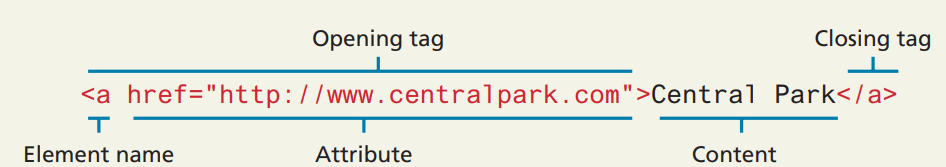 Opening tag Closing tag
<a href="http://www.centralpark.com">Central Park</a>
Element name Attribute Content